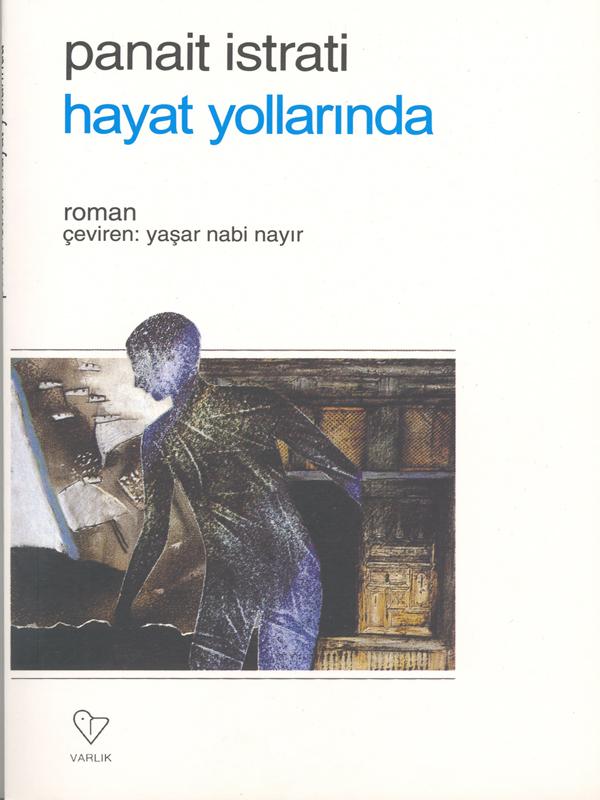 panait istrati
hayat yollarında
roman
çeviren: yaşar nabi nayır
VARLIK